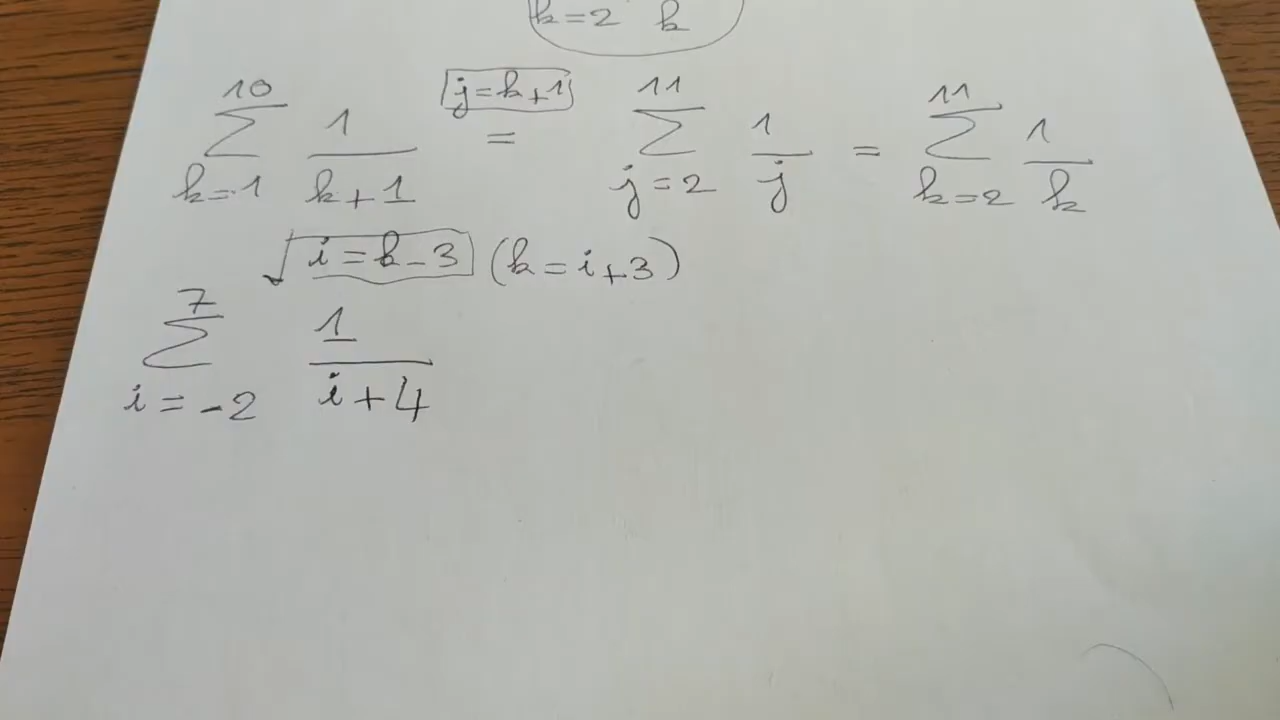 k=2 k
10 j=k+1 11 11
∑ 1/(k+1) = ∑ 1/j = ∑ 1/k
k=1 j=2 k=2
i=k-3 (k=i+3)
7
∑ 1/(i+4)
i=-2